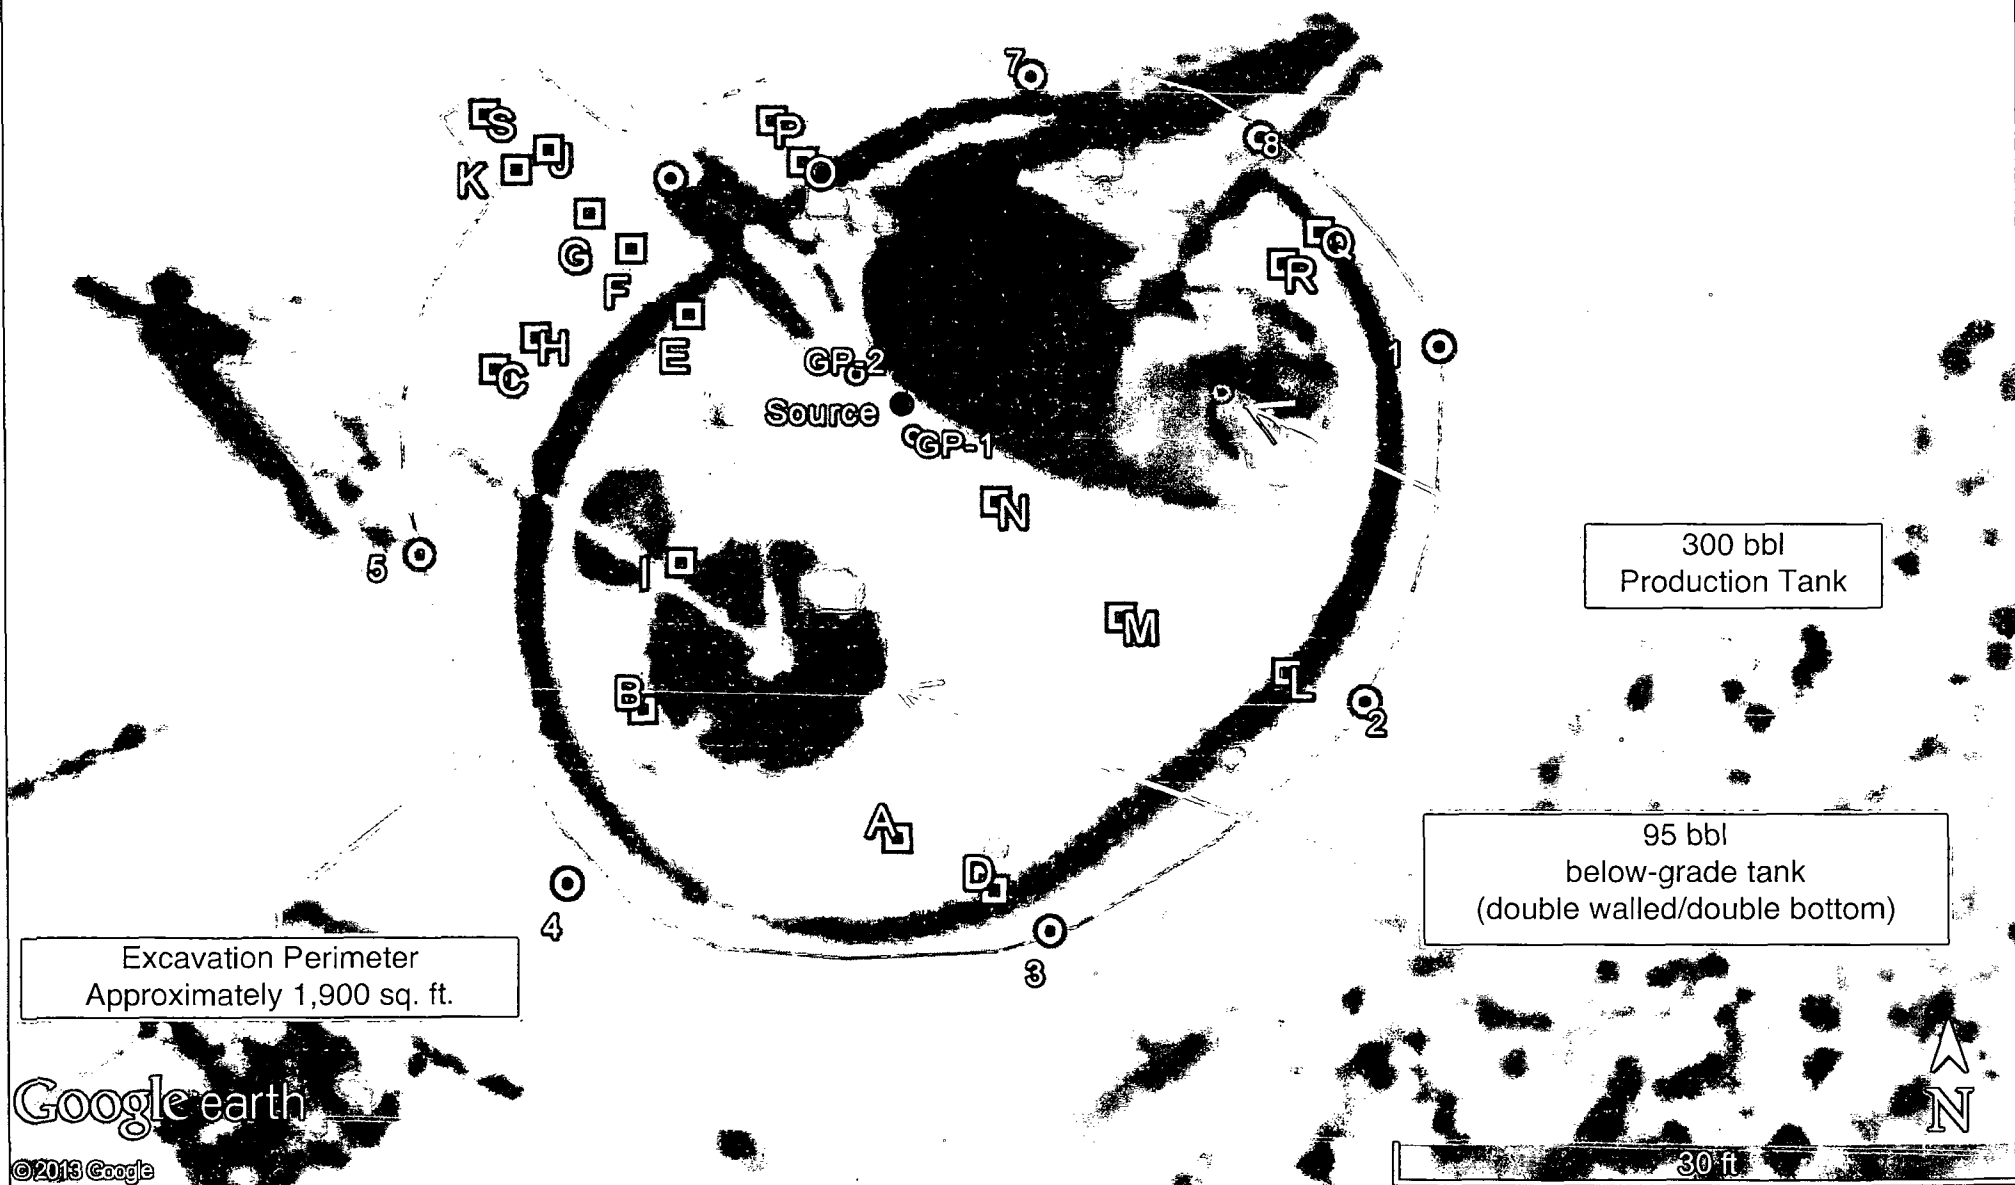 7
S
P
8
J
K
O
G
Q
R
F
H
E
1
GP-2
C
Source
GP-1
N
300 bbl
Production Tank
5
I
M
B
L
2
A
95 bbl
below-grade tank
(double walled/double bottom)
D
4
Excavation Perimeter
Approximately 1,900 sq. ft.
3
Google earth
N
© 2013 Google
30 ft